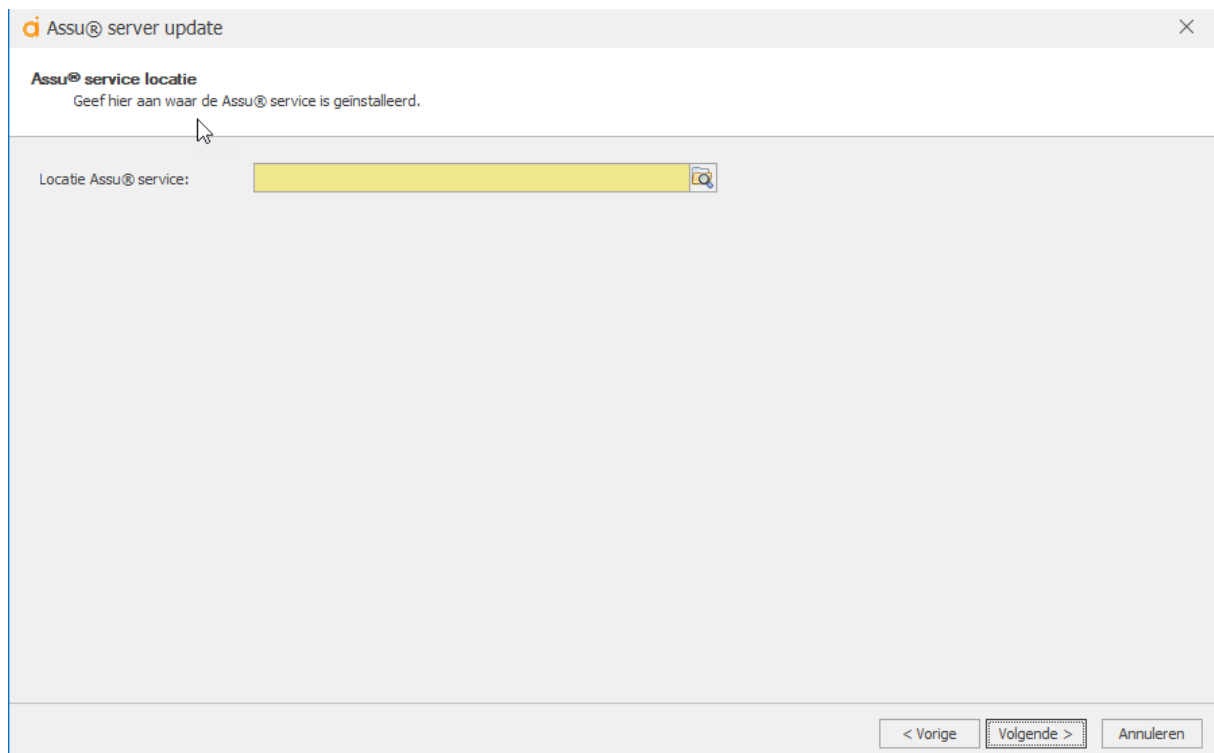 Assu® server update
Assu® service locatie
Geef hier aan waar de Assu® service is geïnstalleerd.
Locatie Assu® service:
< Vorige
Volgende >
Annuleren